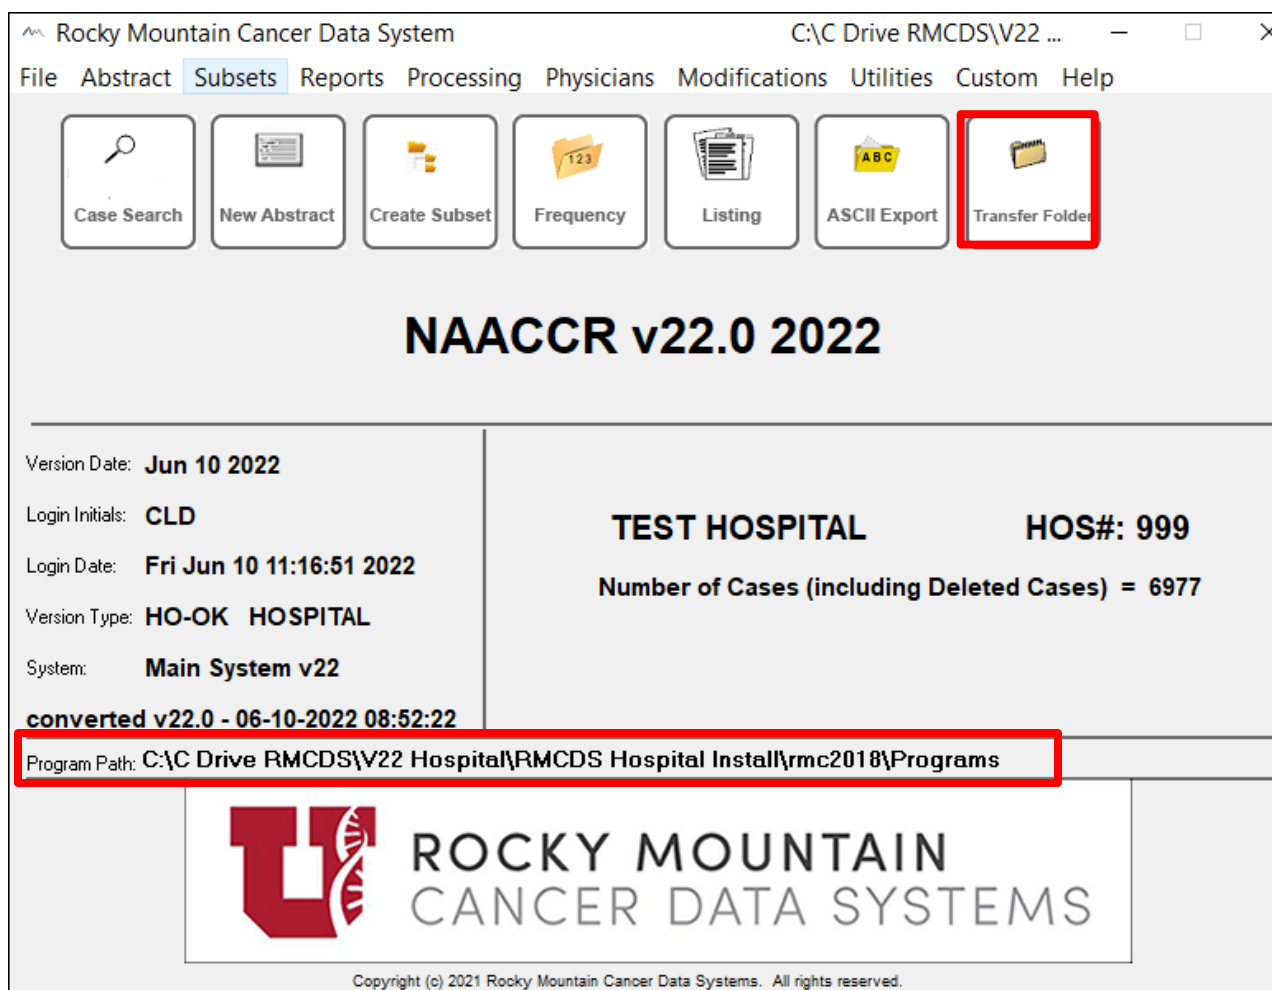 Rocky Mountain Cancer Data System C:\C Drive RMCDS\V22 ...
File Abstract Subsets Reports Processing Physicians Modifications Utilities Custom Help
123 ABC
Case Search New Abstract Create Subset Frequency Listing ASCII Export Transfer Folder
NAACCR v22.0 2022
Version Date: Jun 10 2022
Login Initials: CLD
Login Date: Fri Jun 10 11:16:51 2022
Version Type: HO-OK HOSPITAL
System: Main System v22
converted v22.0 - 06-10-2022 08:52:22
TEST HOSPITAL HOS#: 999
Number of Cases (including Deleted Cases) = 6977
Program Path: C:\C Drive RMCDS\V22 Hospital\RMCDS Hospital Install\rmc2018\Programs
U ROCKY MOUNTAIN
CANCER DATA SYSTEMS
Copyright (c) 2021 Rocky Mountain Cancer Data Systems. All rights reserved.